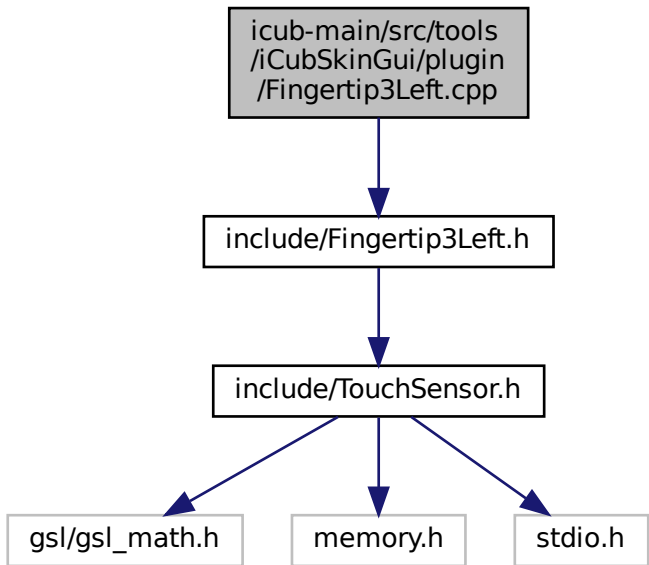 icub-main/src/tools
/iCubSkinGui/plugin
/Fingertip3Left.cpp
include/Fingertip3Left.h
include/TouchSensor.h
gsl/gsl_math.h
memory.h
stdio.h